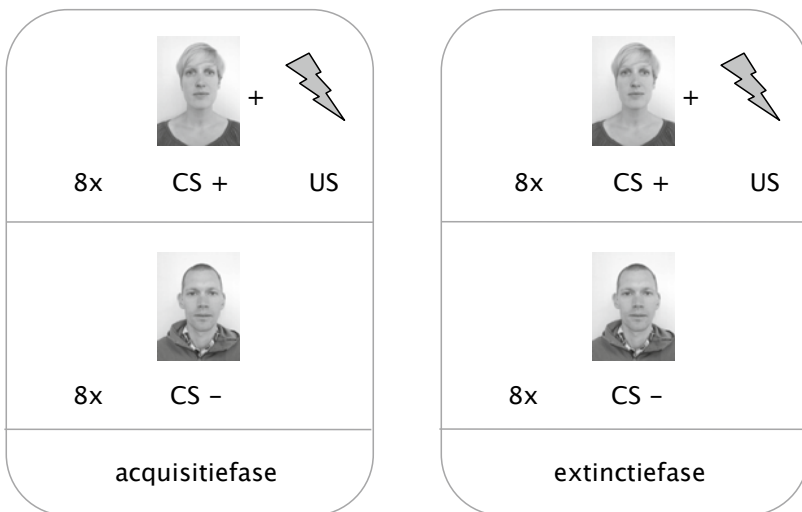 +
8x CS + US
8x CS –
acquisitiefase
+
8x CS + US
8x CS –
extinctiefase